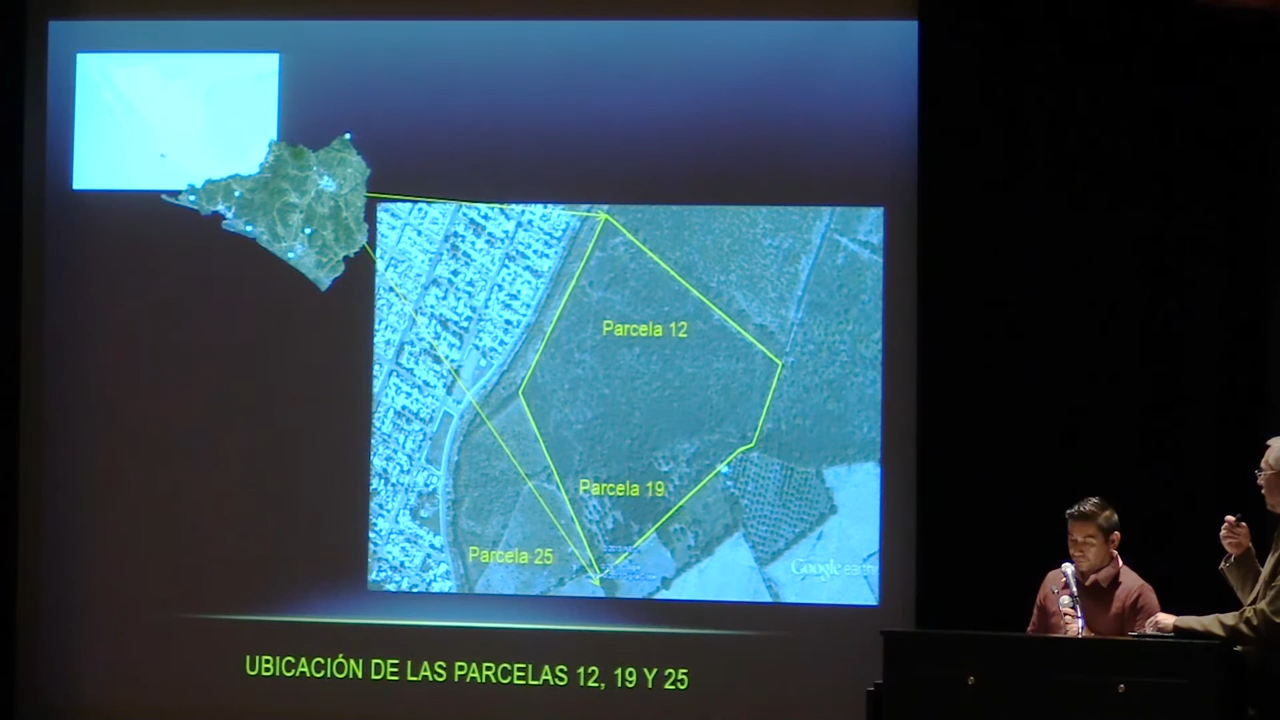 Parcela 12
Parcela 19
Parcela 25
Google earth
UBICACIÓN DE LAS PARCELAS 12, 19 Y 25